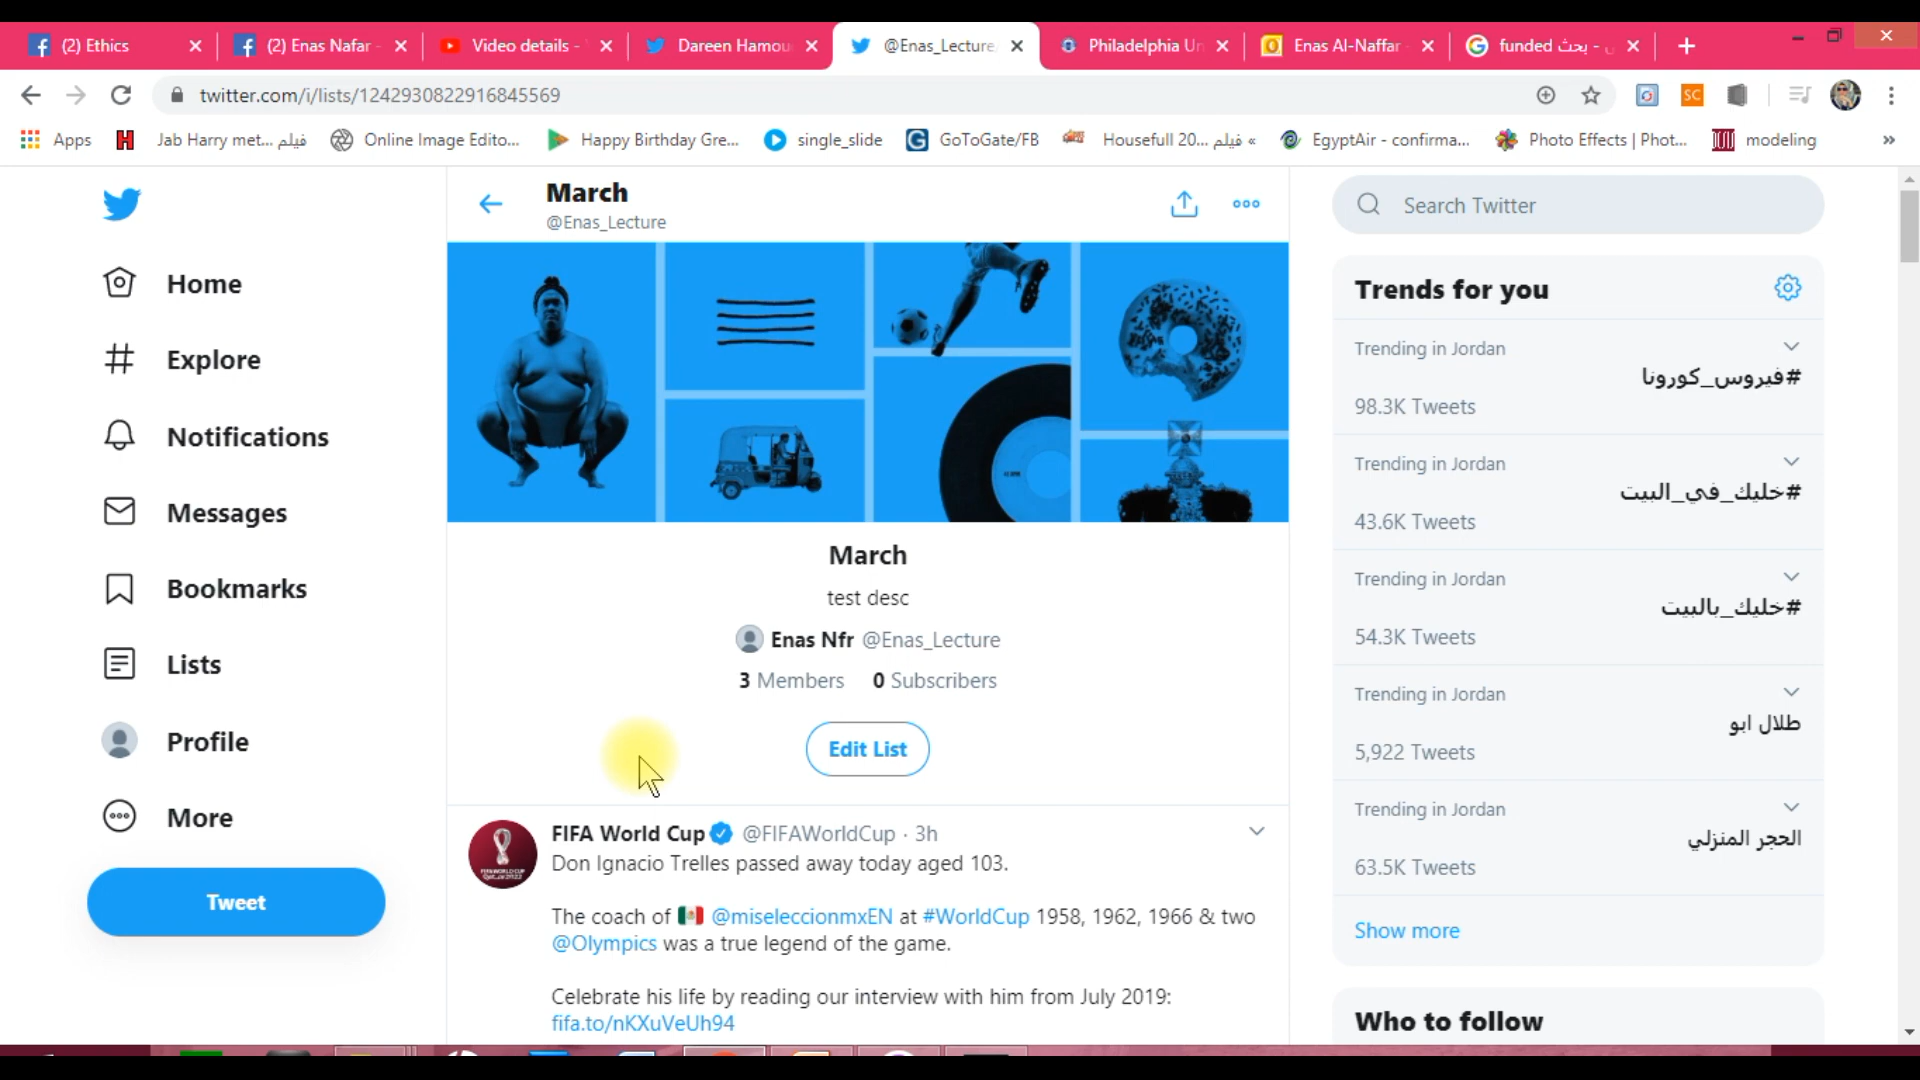 (2) Ethics
(2) Enas Nafar -
Video details -
Dareen Hamou
@Enas_Lecture
Philadelphia Un
Enas Al-Naffar
funded بحث -
twitter.com/i/lists/1242930822916845569
SC
Apps
Jab Harry met... فيلم
Online Image Edito...
Happy Birthday Gre...
single_slide
GoToGate/FB
Housefull 20... فيلم «
EgyptAir - confirma...
Photo Effects | Phot...
modeling
»
March
@Enas_Lecture
Search Twitter
Home
Explore
Notifications
Messages
Bookmarks
Lists
Profile
More
Tweet
March
test desc
Enas Nfr @Enas_Lecture
3 Members 0 Subscribers
Edit List
FIFA World Cup @FIFAWorldCup · 3h
Don Ignacio Trelles passed away today aged 103.
The coach of @miseleccionmxEN at #WorldCup 1958, 1962, 1966 & two
@Olympics was a true legend of the game.
Celebrate his life by reading our interview with him from July 2019:
fifa.to/nKXuVeUh94
Trends for you
Trending in Jordan
#فيروس_كورونا
98.3K Tweets
Trending in Jordan
#خليك_في_البيت
43.6K Tweets
Trending in Jordan
#خليك_بالبيت
54.3K Tweets
Trending in Jordan
طلال ابو
5,922 Tweets
Trending in Jordan
الحجر المنزلي
63.5K Tweets
Show more
Who to follow